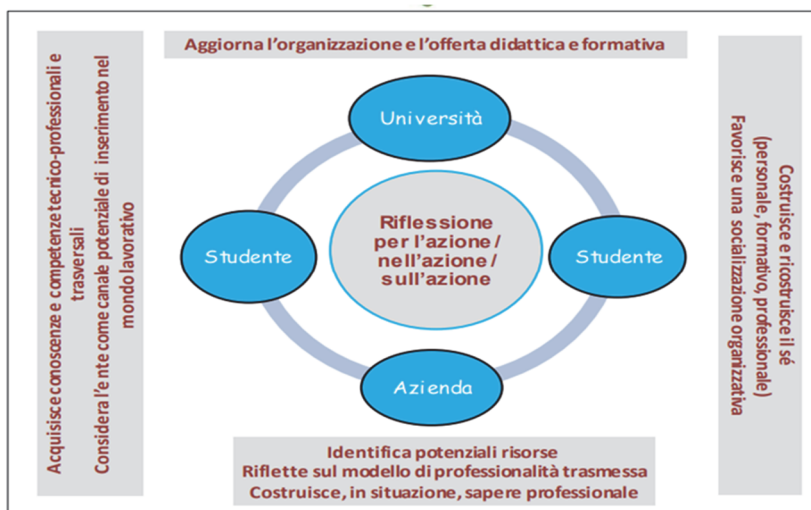 Aggiorna l'organizzazione e l'offerta didattica e formativa
Acquisisce conoscenze e competenze tecnico-professionali e
trasversali
Considera l'ente come canale potenziale di inserimento nel
mondo lavorativo
Università
Studente
Riflessione
per l'azione/
nell'azione/
sull'azione
Studente
Azienda
Costruisce e ricostruisce il sé
(personale, formativo, professionale)
Favorisce una socializzazione organizzativa
Identifica potenziali risorse
Riflette sul modello di professionalità trasmessa
Costruisce, in situazione, sapere professionale